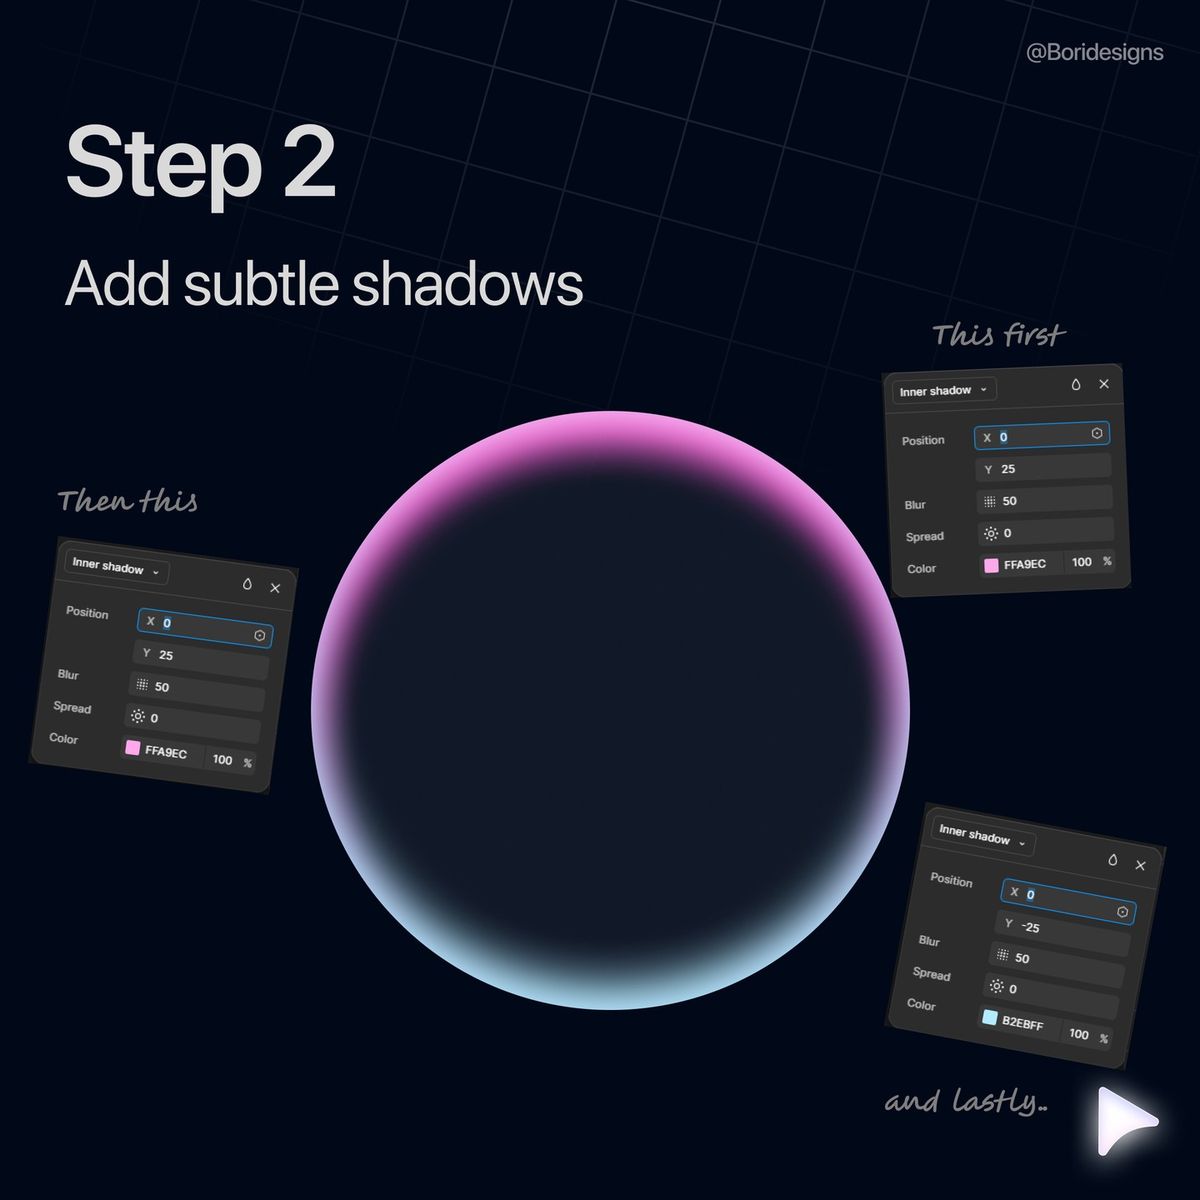 @Boridesigns
Step 2
Add subtle shadows
This first
Inner shadow
Position X 0
Y 25
Blur 50
Spread 0
Color FFA9EC 100 %
Then this
Inner shadow
Position X 0
Y 25
Blur 50
Spread 0
Color FFA9EC 100 %
Inner shadow
Position X 0
Y -25
Blur 50
Spread 0
Color B2EBFF 100 %
and lastly..